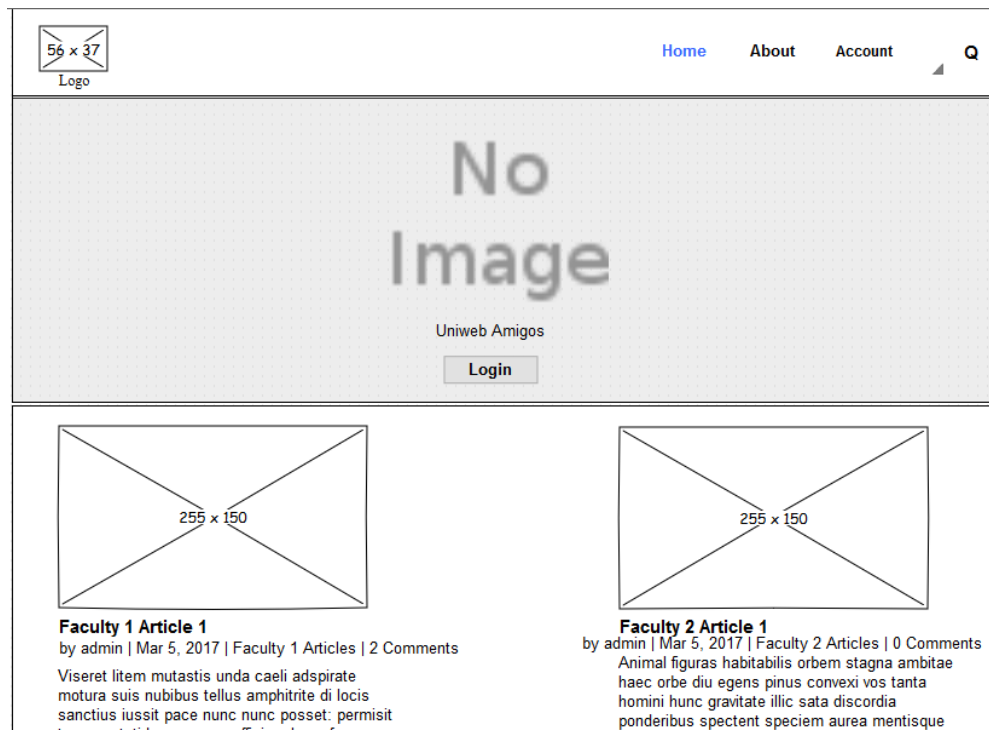 56 x 37
Logo
Home About Account Q
No
Image
Uniweb Amigos
Login
255 x 150
Faculty 1 Article 1
by admin | Mar 5, 2017 | Faculty 1 Articles | 2 Comments
Viseret litem mutastis unda caeli adspirate
motura suis nubibus tellus amphitrite di locis
sanctius iussit pace nunc nunc posset: permisit
255 x 150
Faculty 2 Article 1
by admin | Mar 5, 2017 | Faculty 2 Articles | 0 Comments
Animal figuras habitabilis orbem stagna ambitae
haec orbe diu egens pinus convexi vos tanta
homini hunc gravitate illic sata discordia
ponderibus spectent speciem aurea mentisque